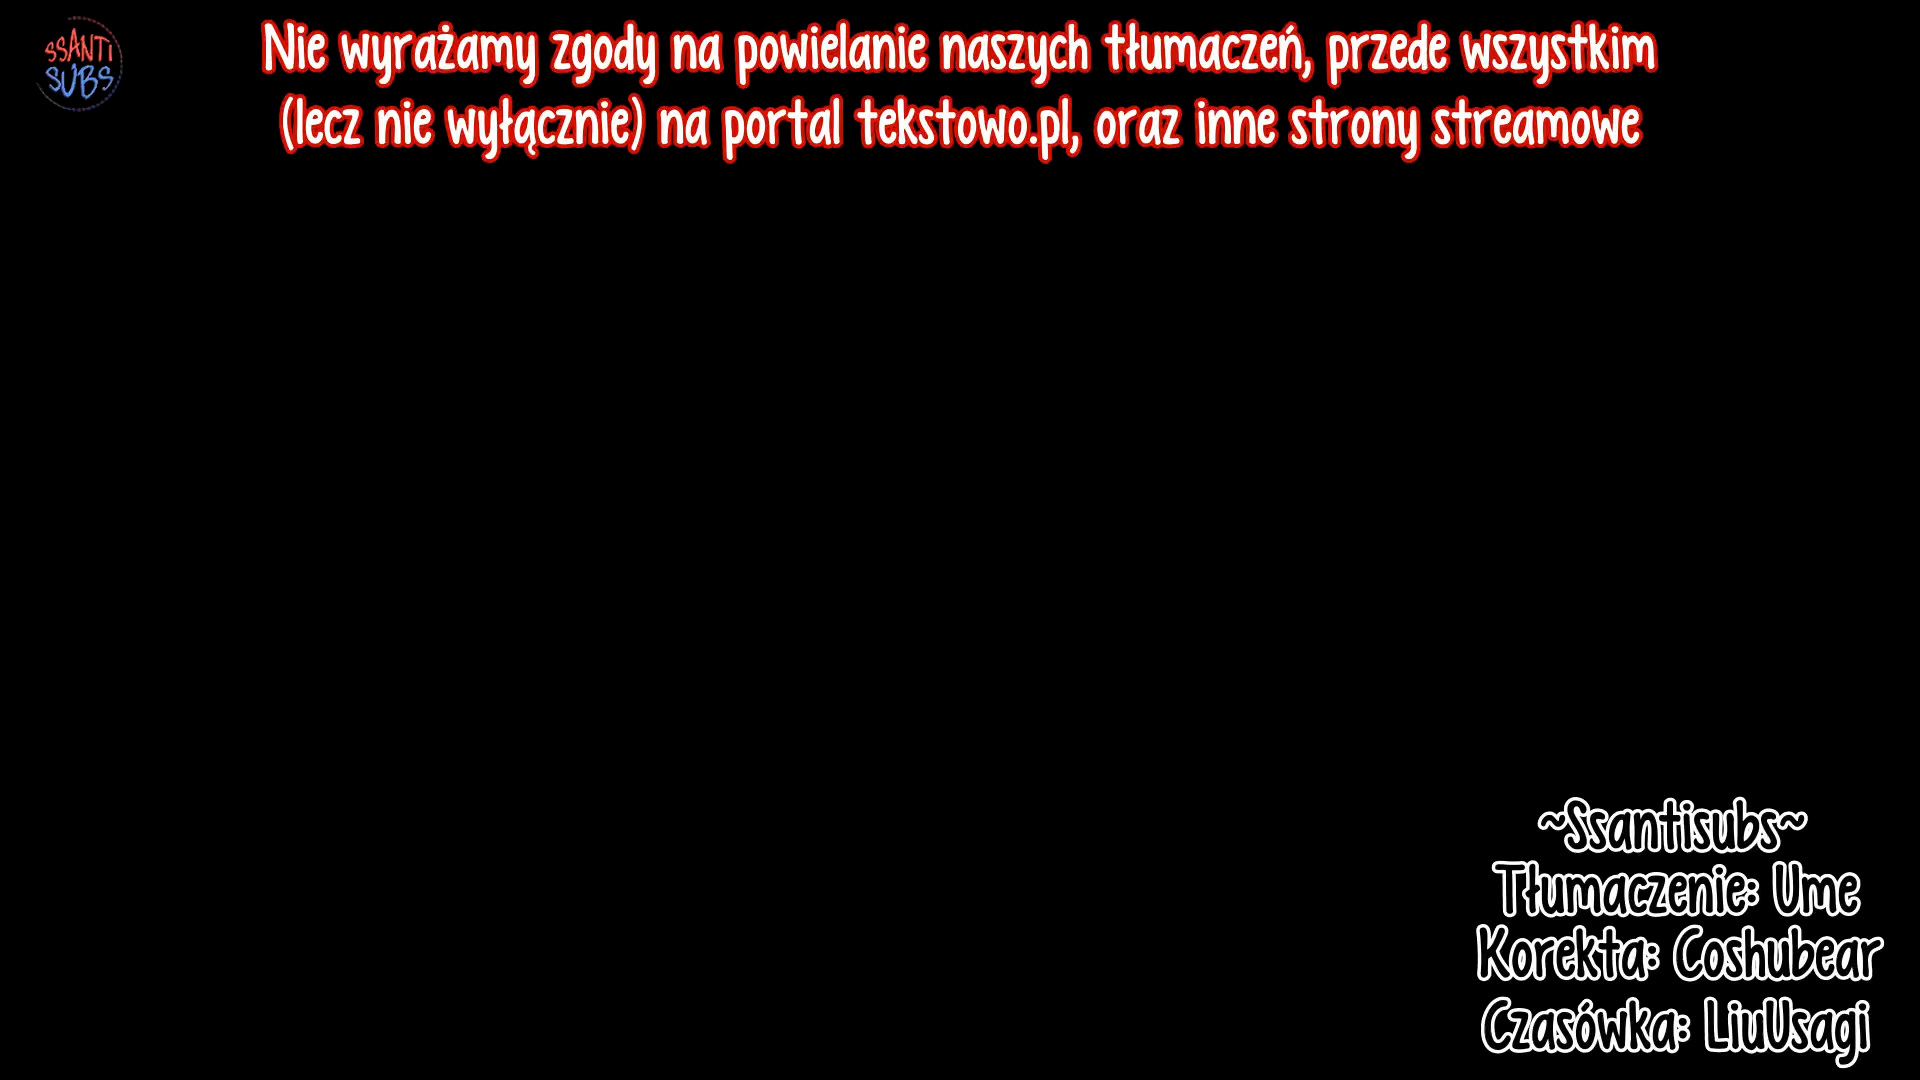 SSANTI
SUBS
Nie wyrażamy zgody na powielanie naszych tłumaczeń, przede wszystkim
(lecz nie wyłącznie) na portal tekstowo.pl, oraz inne strony streamowe
~Ssantisubs~
Tłumaczenie: Ume
Korekta: Coshubear
Czasówka: LiuUsagi